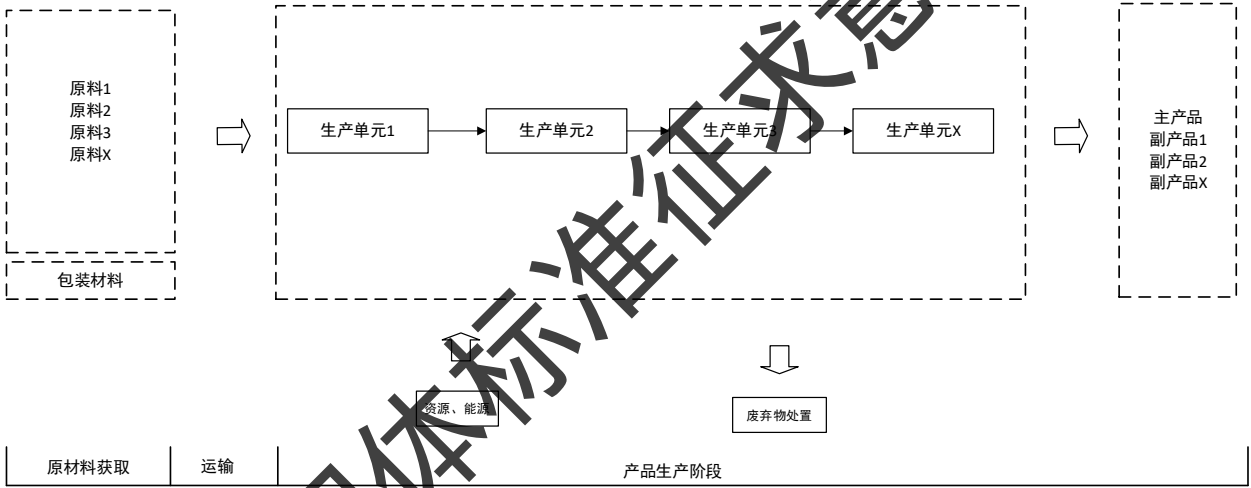 原料1
原料2
原料3
原料X
包装材料
生产单元1
生产单元2
生产单元3
生产单元X
主产品
副产品1
副产品2
副产品X
资源、能源
废弃物处置
原材料获取
运输
产品生产阶段
体标准征求意